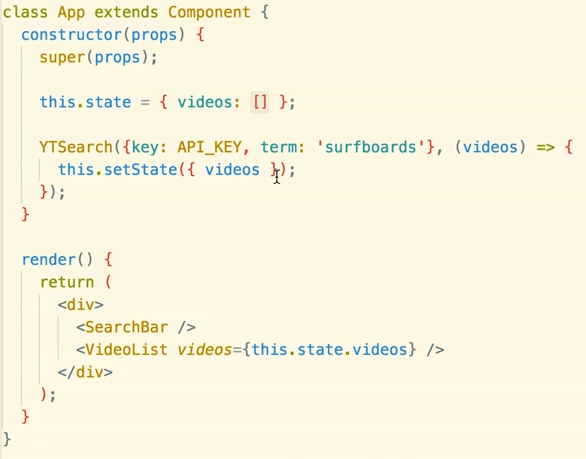 class App extends Component {
constructor(props) {
super(props);
this.state = { videos: [] };
YTSearch({key: API_KEY, term: 'surfboards'}, (videos) => {
this.setState({ videos });
});
}
render() {
return (
<div>
<SearchBar />
<VideoList videos={this.state.videos} />
</div>
);
}
}